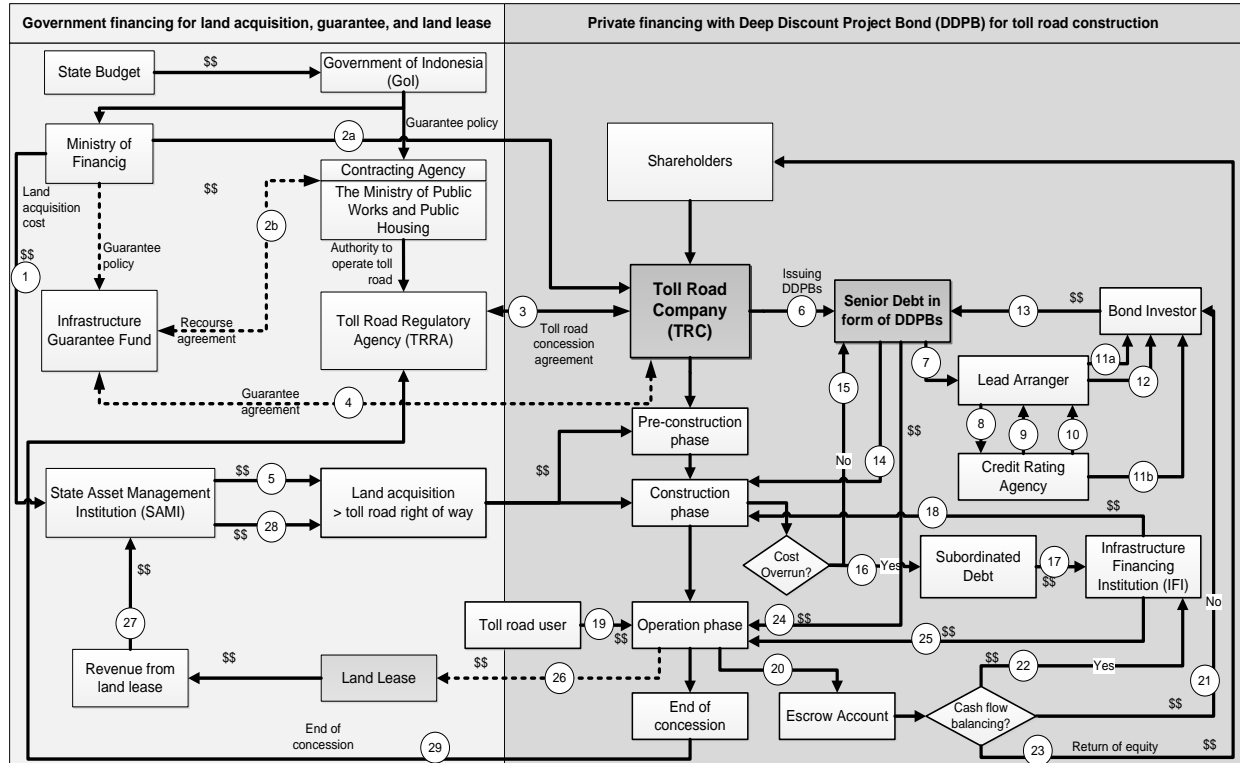 Government financing for land acquisition, guarantee, and land lease
Private financing with Deep Discount Project Bond (DDPB) for toll road construction
State Budget
$$
Government of Indonesia
(GoI)
Guarantee policy
Ministry of
Financig
2a
Contracting Agency
The Ministry of Public
Works and Public
Housing
$$
2b
Land
acquisition
cost
$$
1
Guarantee
policy
Authority to
operate toll
road
Shareholders
Infrastructure
Guarantee Fund
Recourse
agreement
Toll Road Regulatory
Agency (TRRA)
3
Toll road
concession
agreement
Toll Road
Company
(TRC)
Issuing
DDPBs
6
Senior Debt in
form of DDPBs
13
$$
Bond Investor
7
11a
12
Lead Arranger
8
9
10
Credit Rating
Agency
11b
Guarantee
agreement
4
15
No
14
$$
Pre-construction
phase
$$
State Asset Management
Institution (SAMI)
$$
5
$$
28
Land acquisition
> toll road right of way
Construction
phase
18
$$
Cost
Overrun?
16
Yes
Subordinated
Debt
17
$$
Infrastructure
Financing
Institution (IFI)
No
$$
27
Toll road user
19
$$
Operation phase
24
$$
25
$$
Revenue from
land lease
$$
Land Lease
$$
26
20
End of
concession
Escrow Account
Cash flow
balancing?
$$
22
Yes
21
$$
End of
concession
29
23
Return of equity
$$